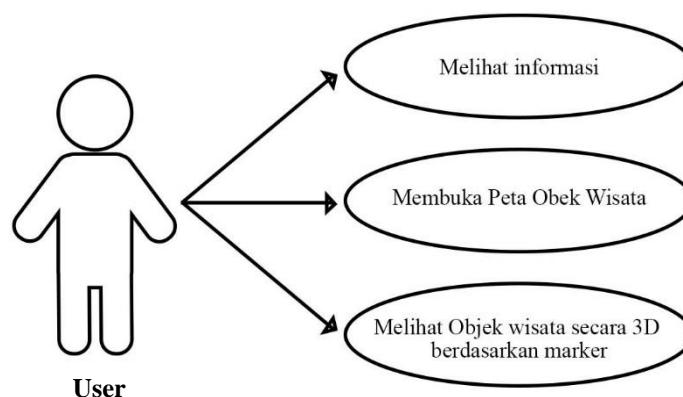 Melihat informasi
Membuka Peta Obek Wisata
Melihat Objek wisata secara 3D
berdasarkan marker
User